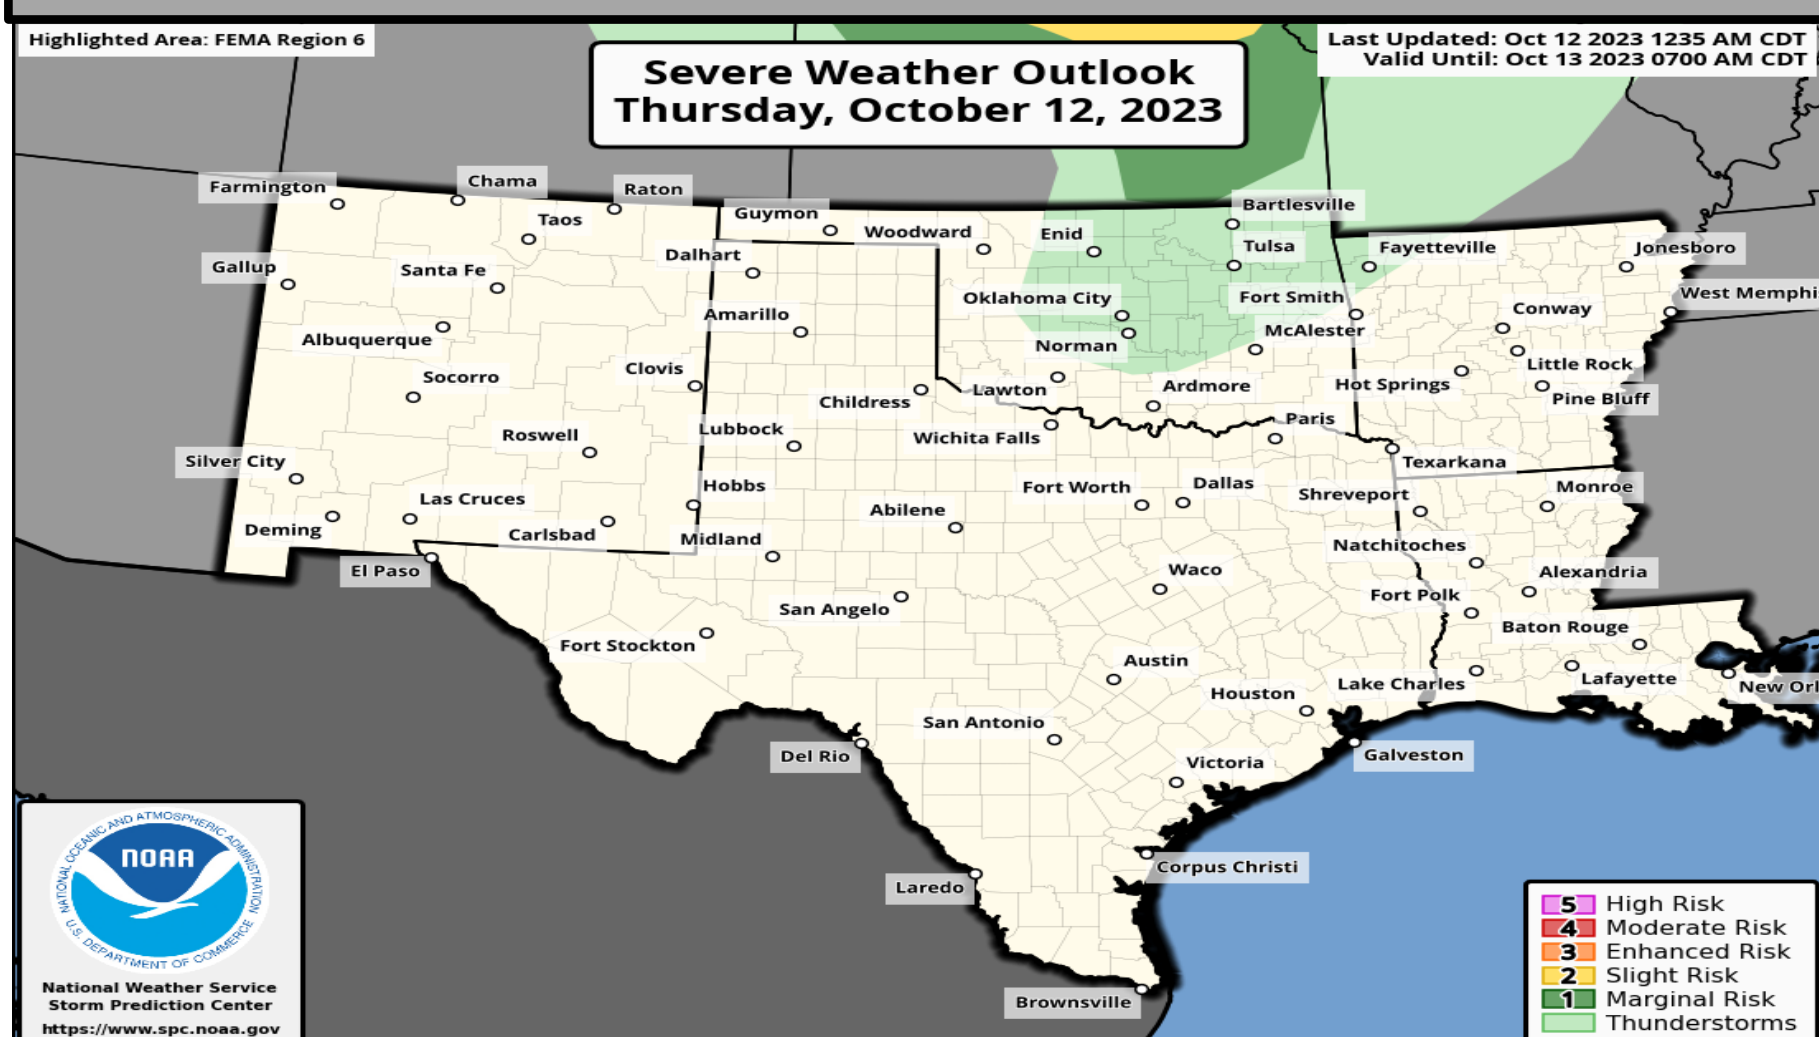 Highlighted Area: FEMA Region 6
Severe Weather Outlook
Thursday, October 12, 2023
Last Updated: Oct 12 2023 1235 AM CDT
Valid Until: Oct 13 2023 0700 AM CDT
Farmington
Chama
Raton
Taos
Guymon
Woodward
Enid
Bartlesville
Tulsa
Fayetteville
Jonesboro
Gallup
Santa Fe
Dalhart
Amarillo
Oklahoma City
Fort Smith
Conway
West Memphi
Albuquerque
Norman
McAlester
Little Rock
Socorro
Clovis
Childress
Lawton
Ardmore
Hot Springs
Pine Bluff
Roswell
Lubbock
Wichita Falls
Paris
Texarkana
Silver City
Las Cruces
Hobbs
Abilene
Fort Worth
Dallas
Shreveport
Monroe
Deming
Carlsbad
Midland
Natchitoches
El Paso
Waco
Alexandria
San Angelo
Fort Polk
Fort Stockton
Baton Rouge
Austin
Houston
Lake Charles
Lafayette
New Orl
San Antonio
Del Rio
Victoria
Galveston
Laredo
Corpus Christi
Brownsville
NATIONAL OCEANIC AND ATMOSPHERIC ADMINISTRATION
NOAA
U.S. DEPARTMENT OF COMMERCE
National Weather Service
Storm Prediction Center
https://www.spc.noaa.gov
5 High Risk
4 Moderate Risk
3 Enhanced Risk
2 Slight Risk
1 Marginal Risk
Thunderstorms